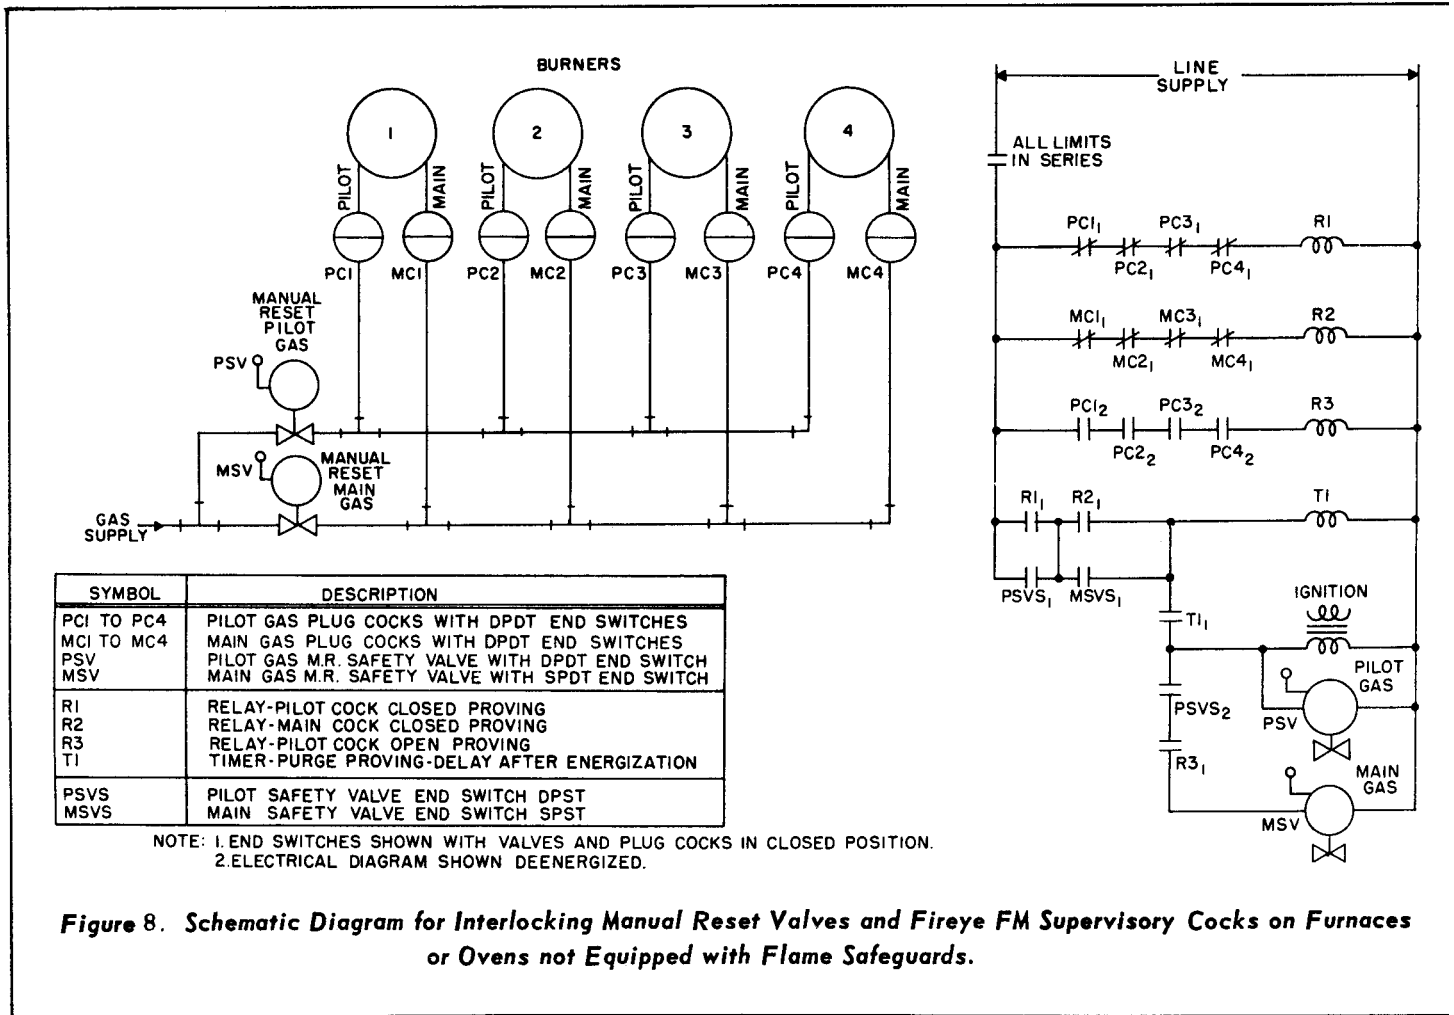 BURNERS
1
2
3
4
PILOT
MAIN
PILOT
MAIN
PILOT
MAIN
PILOT
MAIN
PC1
MC1
PC2
MC2
PC3
MC3
PC4
MC4
MANUAL
RESET
PILOT
GAS
PSV
MANUAL
RESET
MAIN
GAS
MSV
GAS
SUPPLY
LINE
SUPPLY
ALL LIMITS
IN SERIES
PC1₁
PC3₁
R1
PC2₁
PC4₁
MC1₁
MC3₁
R2
MC2₁
MC4₁
PC1₂
PC3₂
R3
PC2₂
PC4₂
R1₁
R2₁
T1
PSVS₁
MSVS₁
IGNITION
T1₁
PILOT
GAS
PSVS₂
PSV
R3₁
MAIN
GAS
MSV
SYMBOL DESCRIPTION
PC1 TO PC4 PILOT GAS PLUG COCKS WITH DPDT END SWITCHES
MC1 TO MC4 MAIN GAS PLUG COCKS WITH DPDT END SWITCHES
PSV PILOT GAS M.R. SAFETY VALVE WITH DPDT END SWITCH
MSV MAIN GAS M.R. SAFETY VALVE WITH SPDT END SWITCH
R1 RELAY-PILOT COCK CLOSED PROVING
R2 RELAY-MAIN COCK CLOSED PROVING
R3 RELAY-PILOT COCK OPEN PROVING
T1 TIMER-PURGE PROVING-DELAY AFTER ENERGIZATION
PSVS PILOT SAFETY VALVE END SWITCH DPST
MSVS MAIN SAFETY VALVE END SWITCH SPST
NOTE: 1. END SWITCHES SHOWN WITH VALVES AND PLUG COCKS IN CLOSED POSITION.
2. ELECTRICAL DIAGRAM SHOWN DEENERGIZED.
Figure 8. Schematic Diagram for Interlocking Manual Reset Valves and Fireye FM Supervisory Cocks on Furnaces
or Ovens not Equipped with Flame Safeguards.